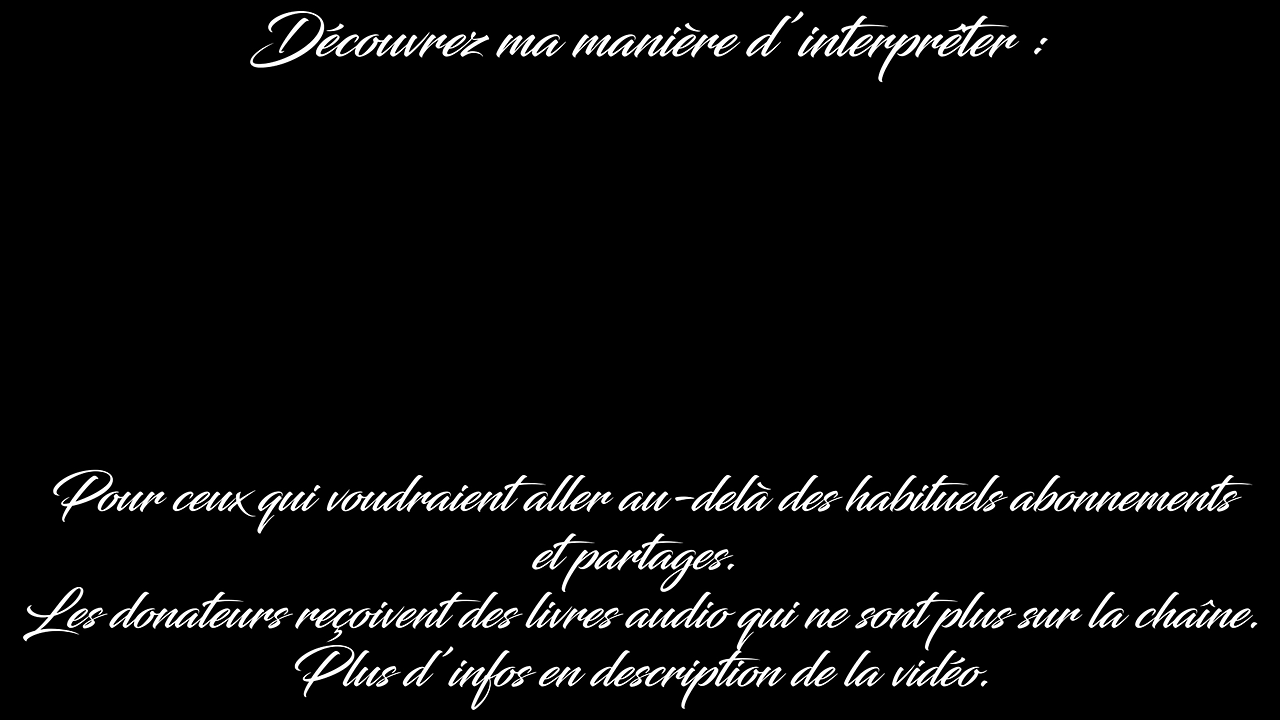 Découvrez ma manière d'interpréter :
Pour ceux qui voudraient aller au-delà des habituels abonnements
et partages.
Les donateurs reçoivent des livres audio qui ne sont plus sur la chaîne.
Plus d'infos en description de la vidéo.